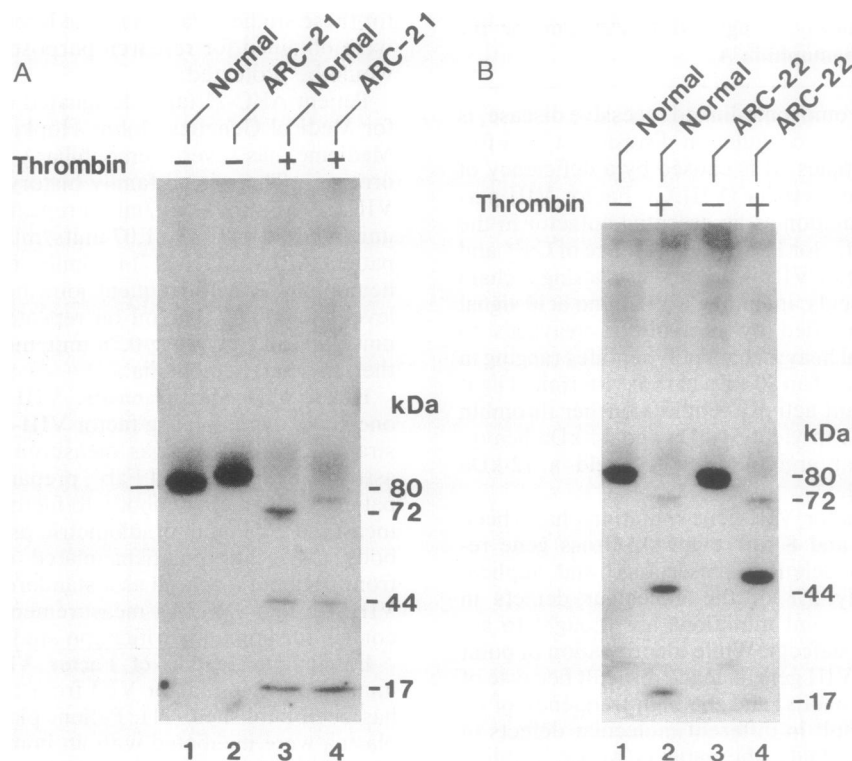 A
Normal
ARC-21
Normal
ARC-21
Thrombin
− − + +
kDa
-80
-72
-44
-17
1 2 3 4
B
Normal
Normal
ARC-22
ARC-22
Thrombin
− + − +
kDa
-80
-72
-44
-17
1 2 3 4